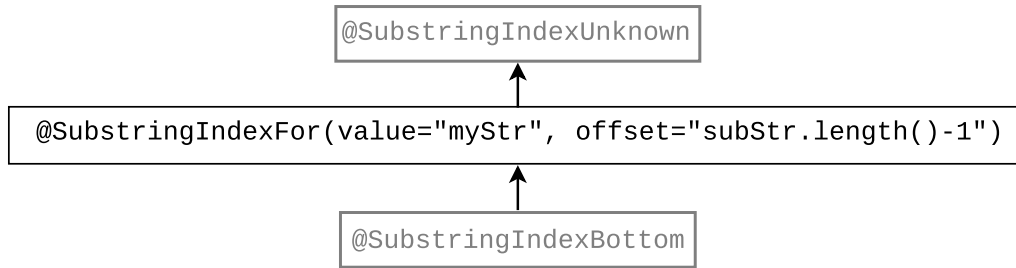 @SubstringIndexUnknown
@SubstringIndexFor(value="myStr", offset="subStr.length()-1")
@SubstringIndexBottom